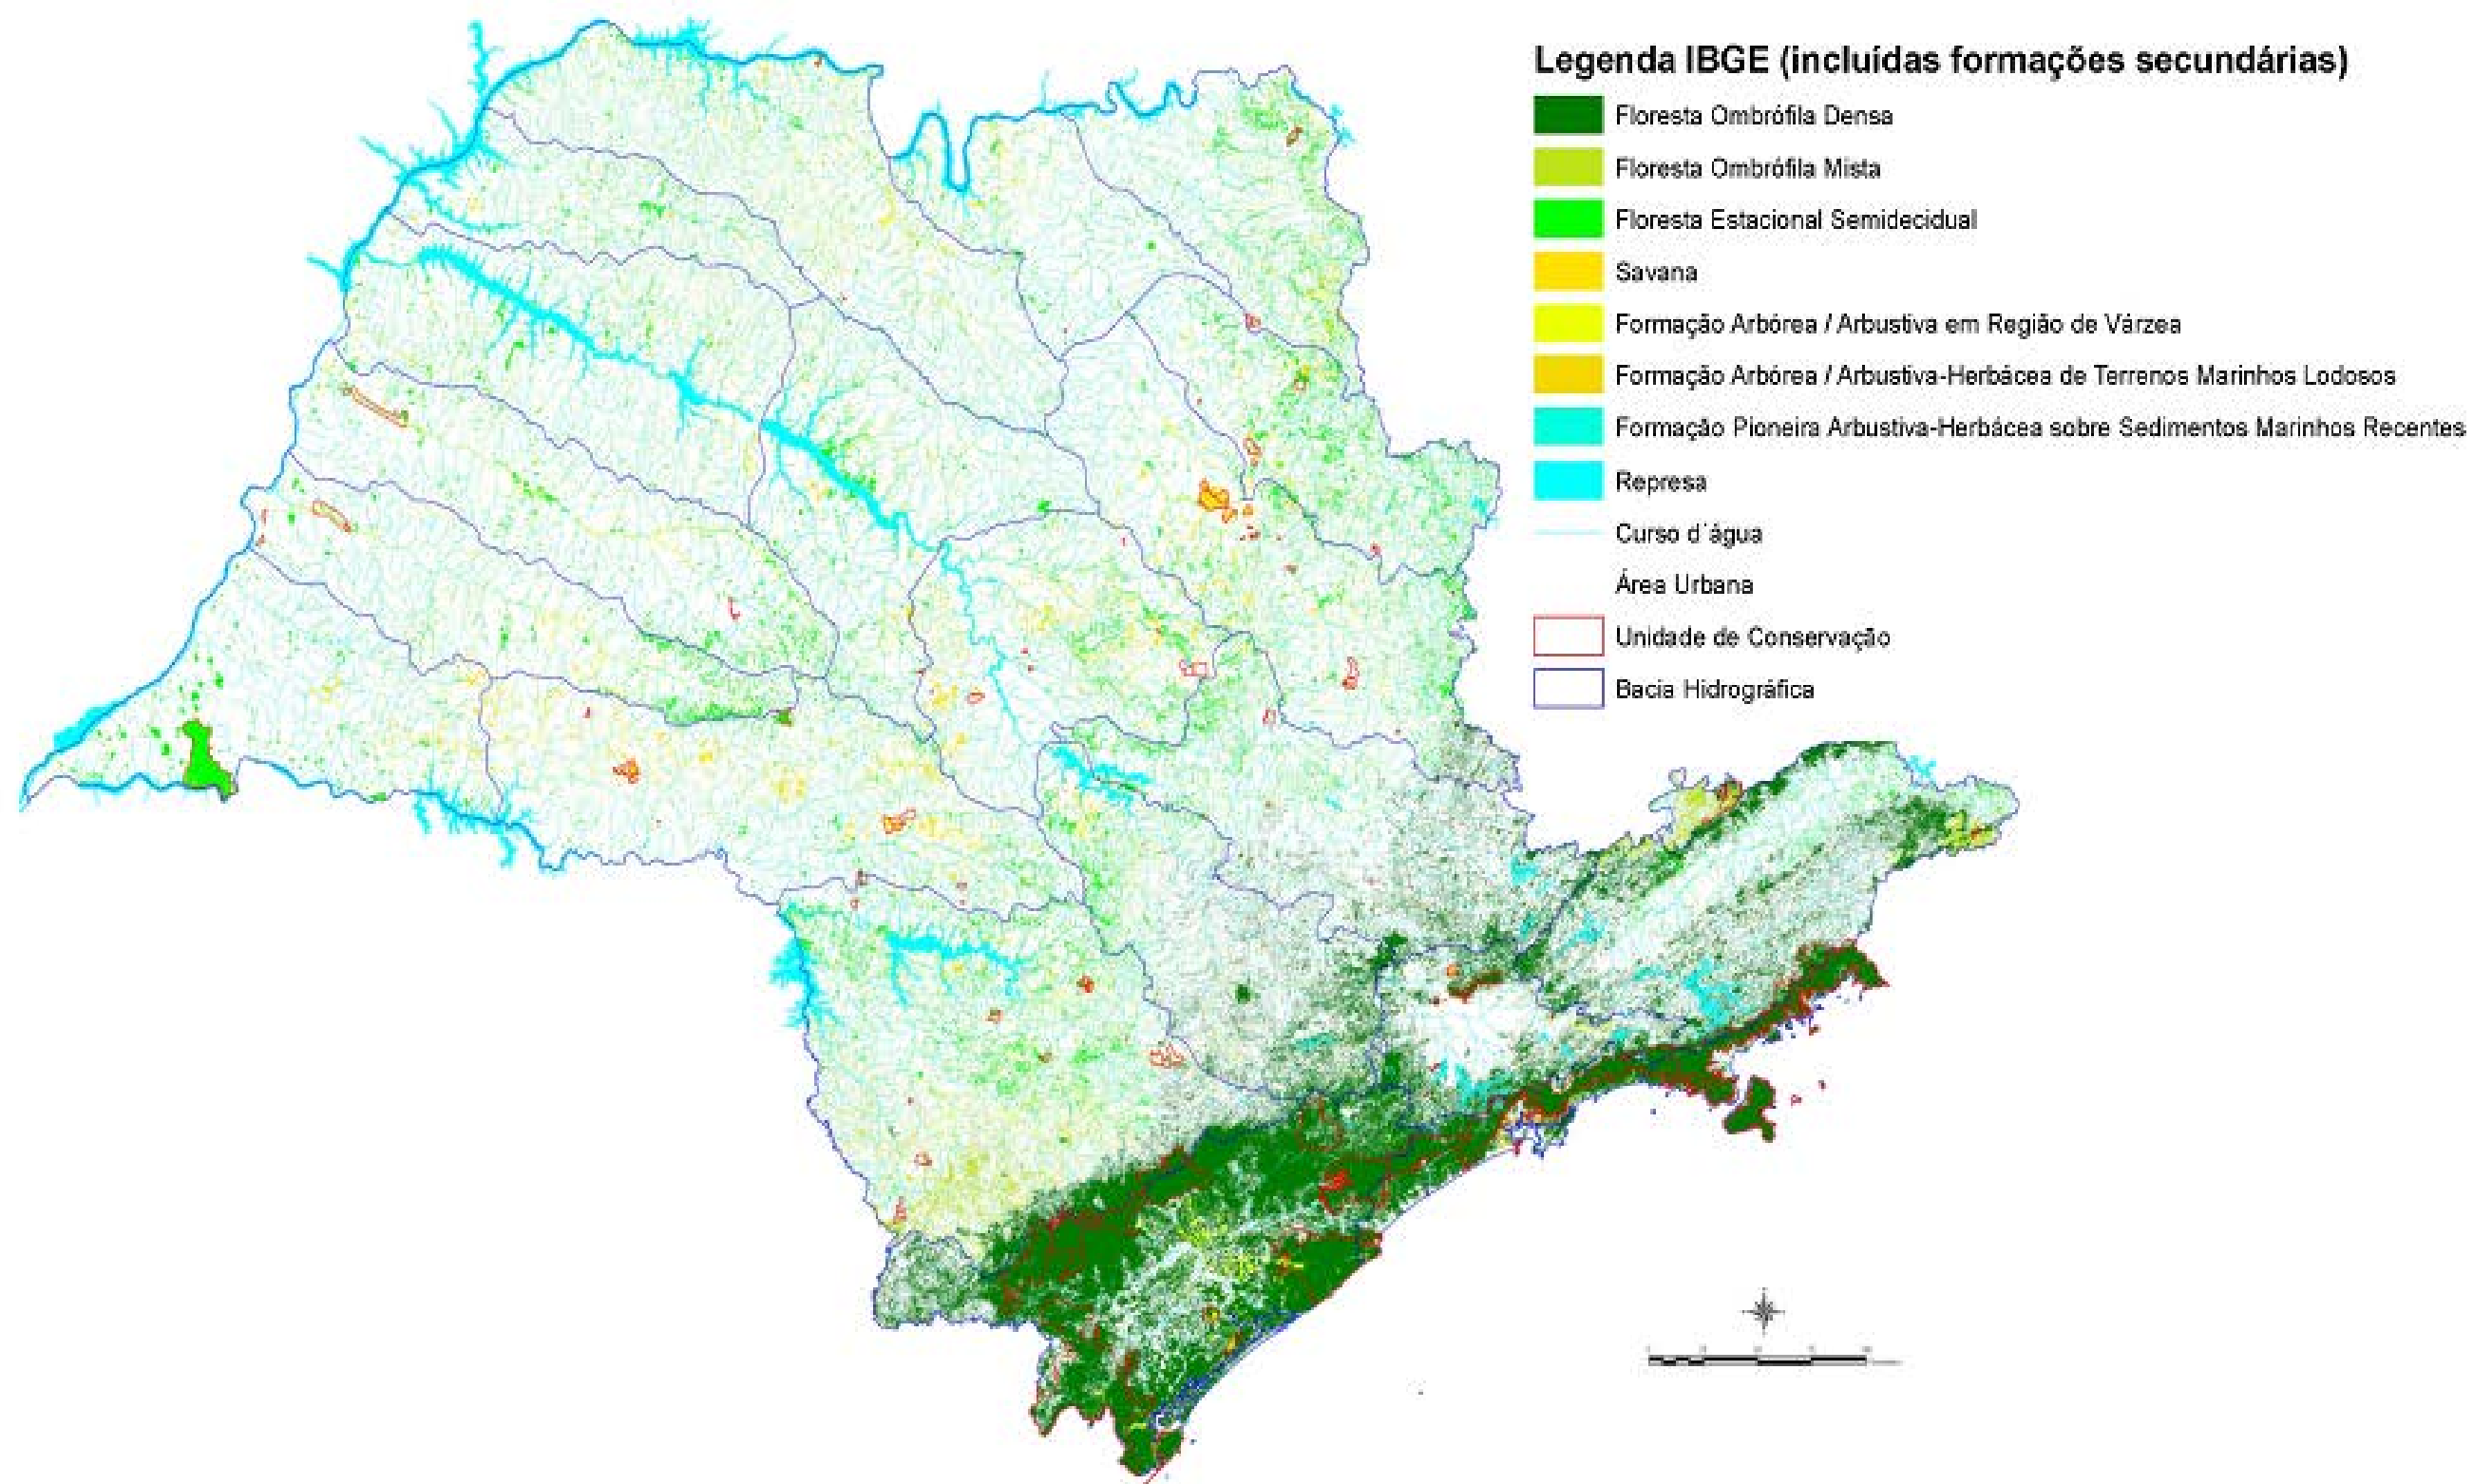 Legenda IBGE (incluídas formações secundárias)
Floresta Ombrófila Densa
Floresta Ombrófila Mista
Floresta Estacional Semidecidual
Savana
Formação Arbórea / Arbustiva em Região de Várzea
Formação Arbórea / Arbustiva-Herbácea de Terrenos Marinhos Lodosos
Formação Pioneira Arbustiva-Herbácea sobre Sedimentos Marinhos Recentes
Represa
Curso d´água
Área Urbana
Unidade de Conservação
Bacia Hidrográfica